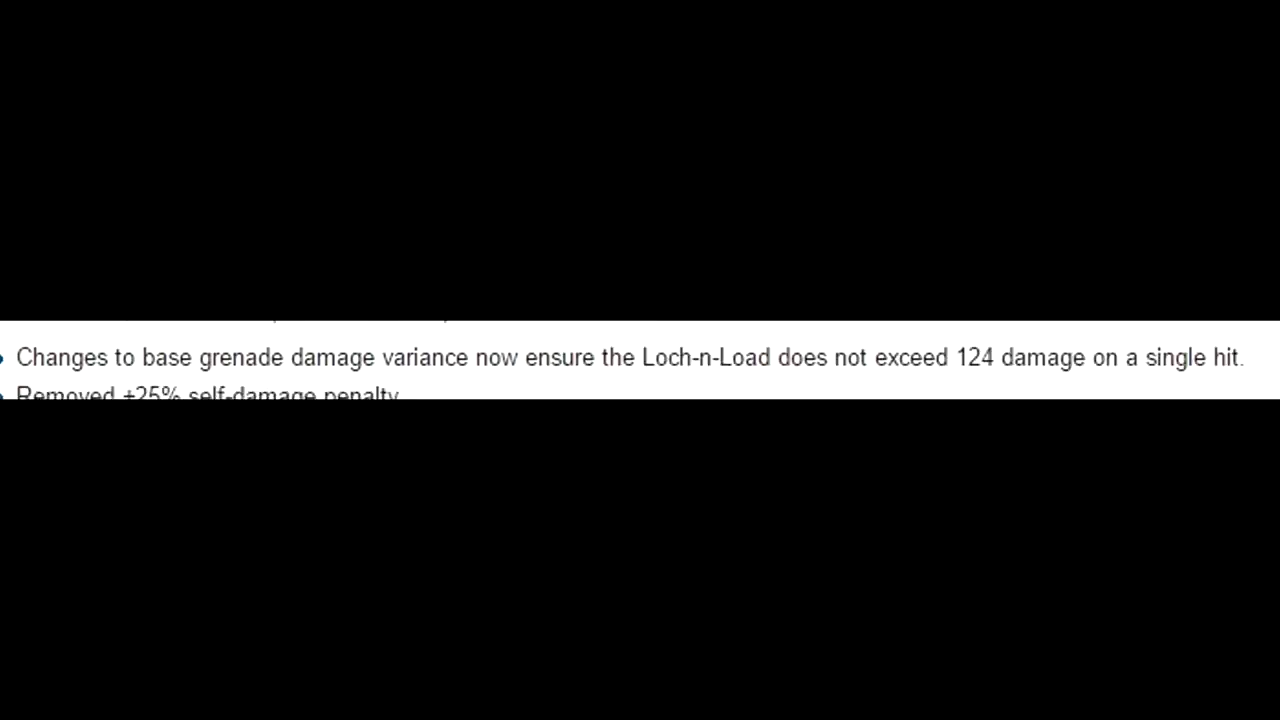 Changes to base grenade damage variance now ensure the Loch-n-Load does not exceed 124 damage on a single hit.
Removed +25% self-damage penalty